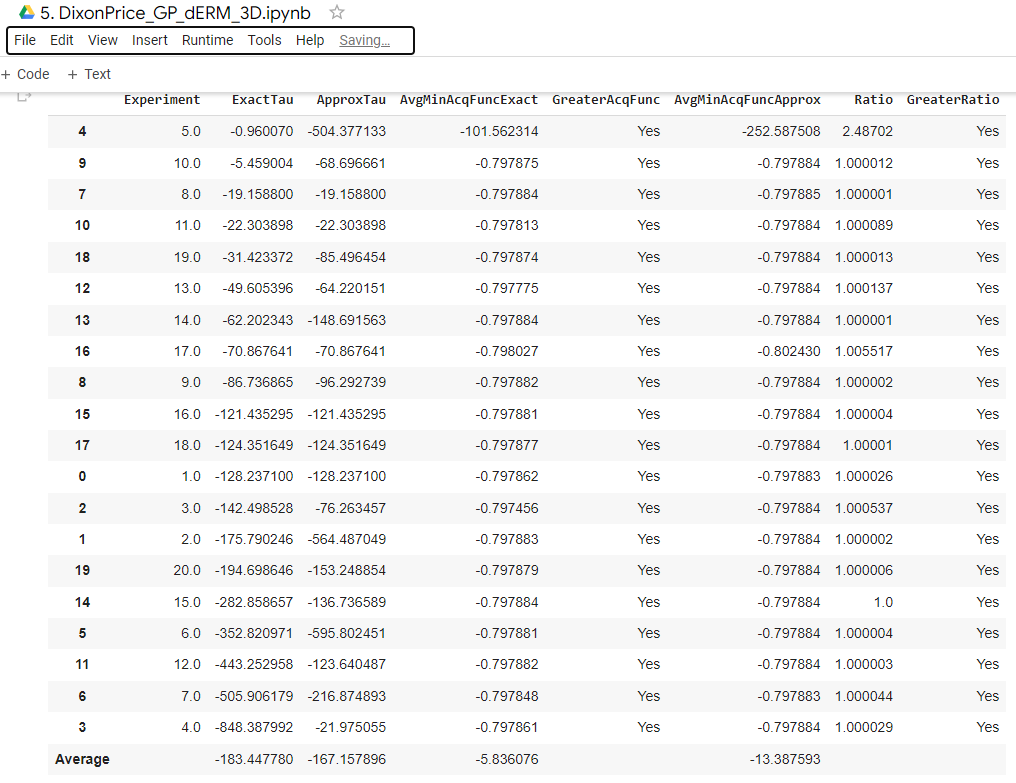 5. DixonPrice_GP_dERM_3D.ipynb
File Edit View Insert Runtime Tools Help Saving...
+ Code + Text
Experiment ExactTau ApproxTau AvgMinAcqFuncExact GreaterAcqFunc AvgMinAcqFuncApprox Ratio GreaterRatio
4 5.0 -0.960070 -504.377133 -101.562314 Yes -252.587508 2.48702 Yes
9 10.0 -5.459004 -68.696661 -0.797875 Yes -0.797884 1.000012 Yes
7 8.0 -19.158800 -19.158800 -0.797884 Yes -0.797885 1.000001 Yes
10 11.0 -22.303898 -22.303898 -0.797813 Yes -0.797884 1.000089 Yes
18 19.0 -31.423372 -85.496454 -0.797874 Yes -0.797884 1.000013 Yes
12 13.0 -49.605396 -64.220151 -0.797775 Yes -0.797884 1.000137 Yes
13 14.0 -62.202343 -148.691563 -0.797884 Yes -0.797884 1.000001 Yes
16 17.0 -70.867641 -70.867641 -0.798027 Yes -0.802430 1.005517 Yes
8 9.0 -86.736865 -96.292739 -0.797882 Yes -0.797884 1.000002 Yes
15 16.0 -121.435295 -121.435295 -0.797881 Yes -0.797884 1.000004 Yes
17 18.0 -124.351649 -124.351649 -0.797877 Yes -0.797884 1.00001 Yes
0 1.0 -128.237100 -128.237100 -0.797862 Yes -0.797883 1.000026 Yes
2 3.0 -142.498528 -76.263457 -0.797456 Yes -0.797884 1.000537 Yes
1 2.0 -175.790246 -564.487049 -0.797883 Yes -0.797884 1.000002 Yes
19 20.0 -194.698646 -153.248854 -0.797879 Yes -0.797884 1.000006 Yes
14 15.0 -282.858657 -136.736589 -0.797884 Yes -0.797884 1.0 Yes
5 6.0 -352.820971 -595.802451 -0.797881 Yes -0.797884 1.000004 Yes
11 12.0 -443.252958 -123.640487 -0.797882 Yes -0.797884 1.000003 Yes
6 7.0 -505.906179 -216.874893 -0.797848 Yes -0.797883 1.000044 Yes
3 4.0 -848.387992 -21.975055 -0.797861 Yes -0.797884 1.000029 Yes
Average -183.447780 -167.157896 -5.836076 -13.387593